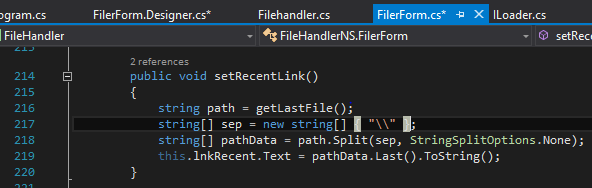 ogram.cs* FilerForm.Designer.cs* Filehandler.cs* FilerForm.cs* ILoader.cs
FileHandler FileHandlerNS.FilerForm setReco
213
2 references
214 public void setRecentLink()
215 {
216 string path = getLastFile();
217 string[] sep = new string[] { "\\" };
218 string[] pathData = path.Split(sep, StringSplitOptions.None);
219 this.lnkRecent.Text = pathData.Last().ToString();
220 }